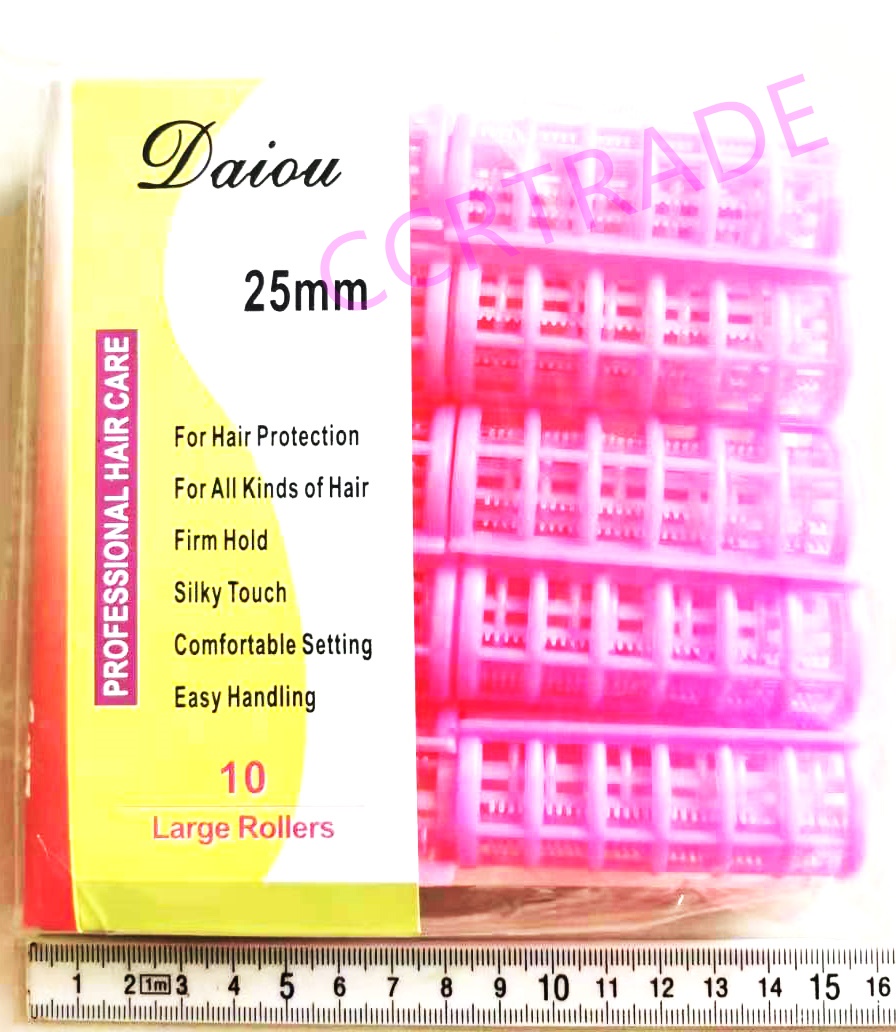 Daiou
25mm
CCRTRADE
PROFESSIONAL HAIR CARE
For Hair Protection
For All Kinds of Hair
Firm Hold
Silky Touch
Comfortable Setting
Easy Handling
10
Large Rollers
1 2 1m 3 4 5 6 7 8 9 10 11 12 13 14 15 16